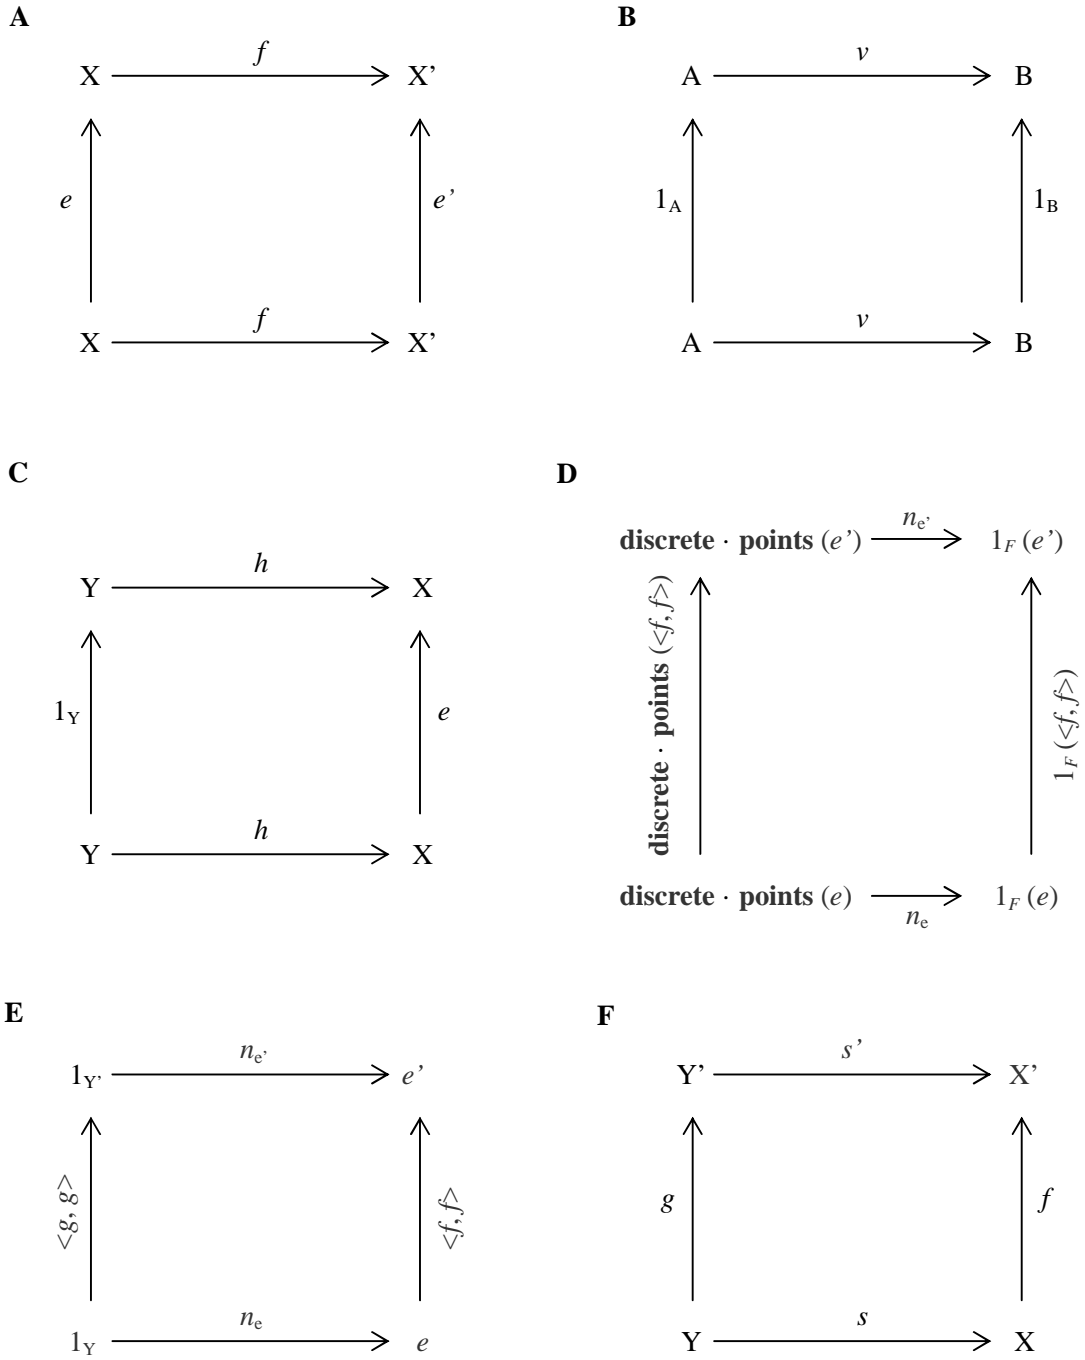 A B
f v
X X’ A B
e e’ 1A 1B
f v
X X’ A B
C D
ne’
discrete · points (e’) 1F (e’)
h
Y X
discrete · points (<f, f>)
1F (<f, f>)
1Y e
h
Y X
discrete · points (e) 1F (e)
ne
E F
ne’ s’
1Y’ e’ Y’ X’
<g, g> <f, f> g f
ne s
1Y e Y X